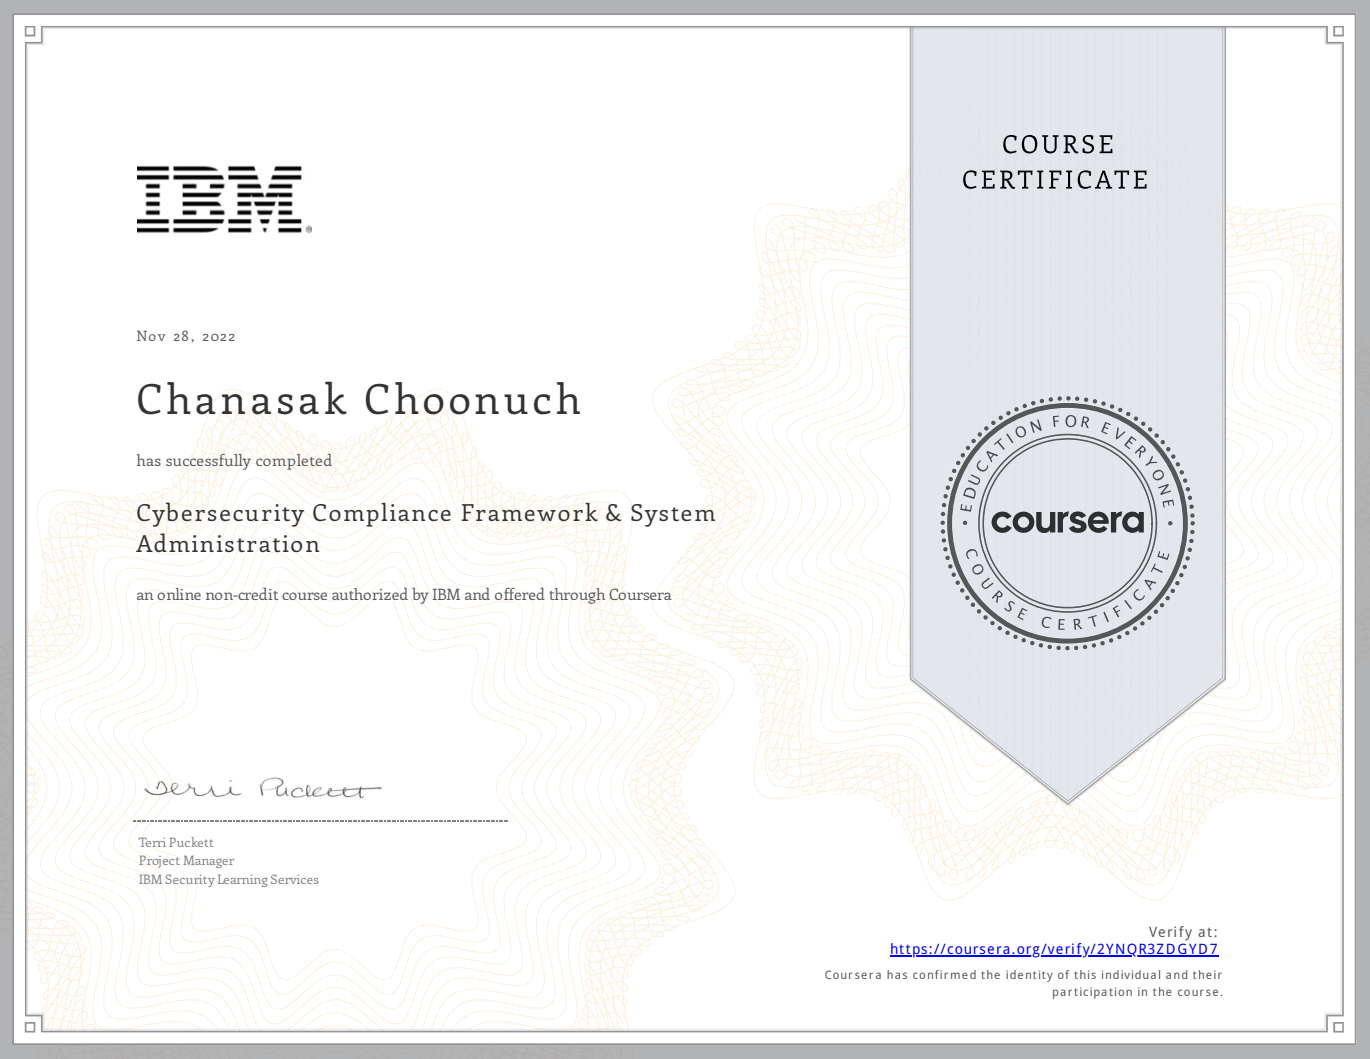 COURSE
CERTIFICATE
IBM®
Nov 28, 2022
Chanasak Choonuch
has successfully completed
Cybersecurity Compliance Framework & System
Administration
an online non-credit course authorized by IBM and offered through Coursera
EDUCATION FOR EVERYONE
coursera
COURSE CERTIFICATE
Terri Puckett
Terri Puckett
Project Manager
IBM Security Learning Services
Verify at:
https://coursera.org/verify/2YNQR3ZDGYD7
Coursera has confirmed the identity of this individual and their
participation in the course.